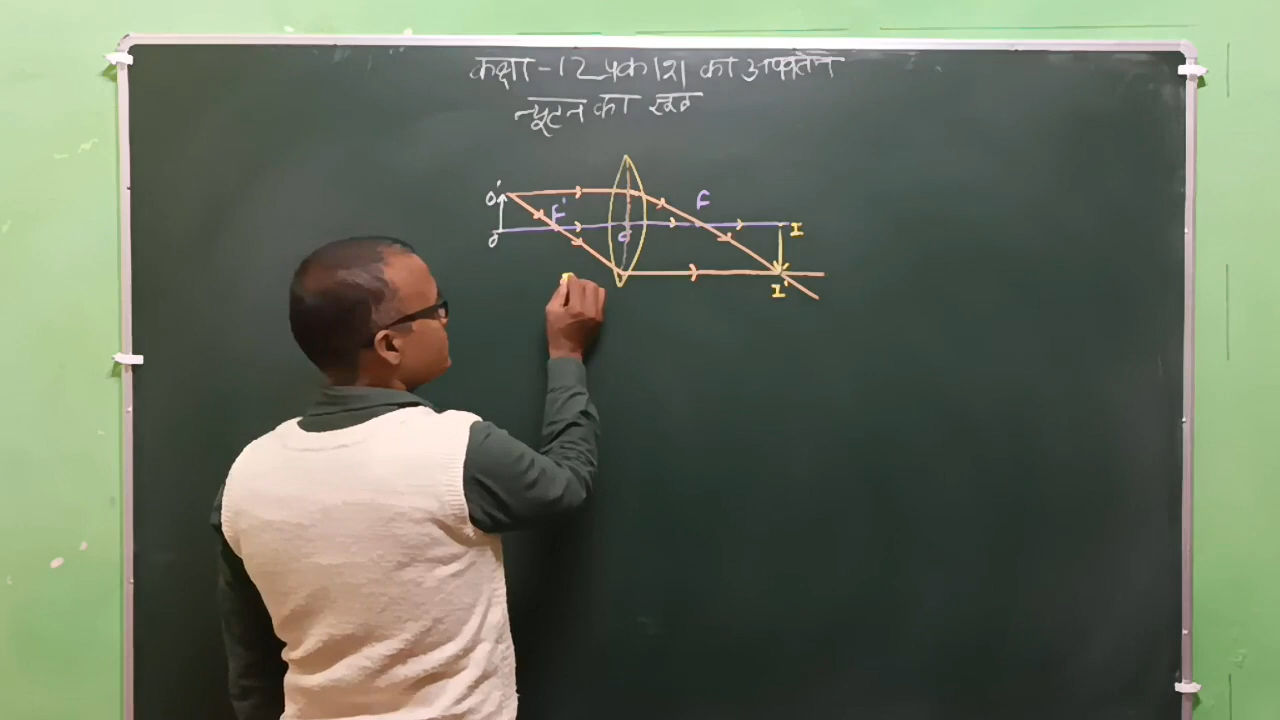 कक्षा - 12 प्रकाश का अपवर्तन
न्यूटन का सूत्र
O'
F'
F
O
C
I
I'